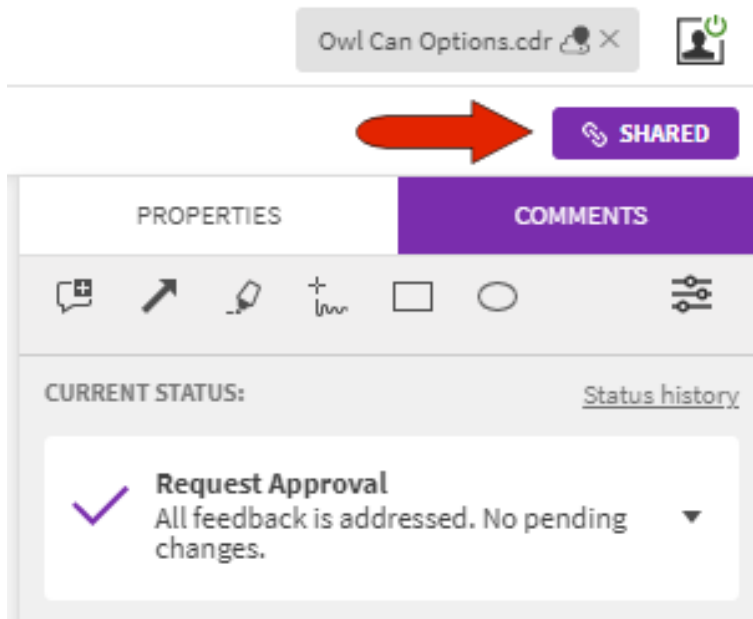 Owl Can Options.cdr
SHARED
PROPERTIES
COMMENTS
CURRENT STATUS:
Status history
Request Approval
All feedback is addressed. No pending
changes.